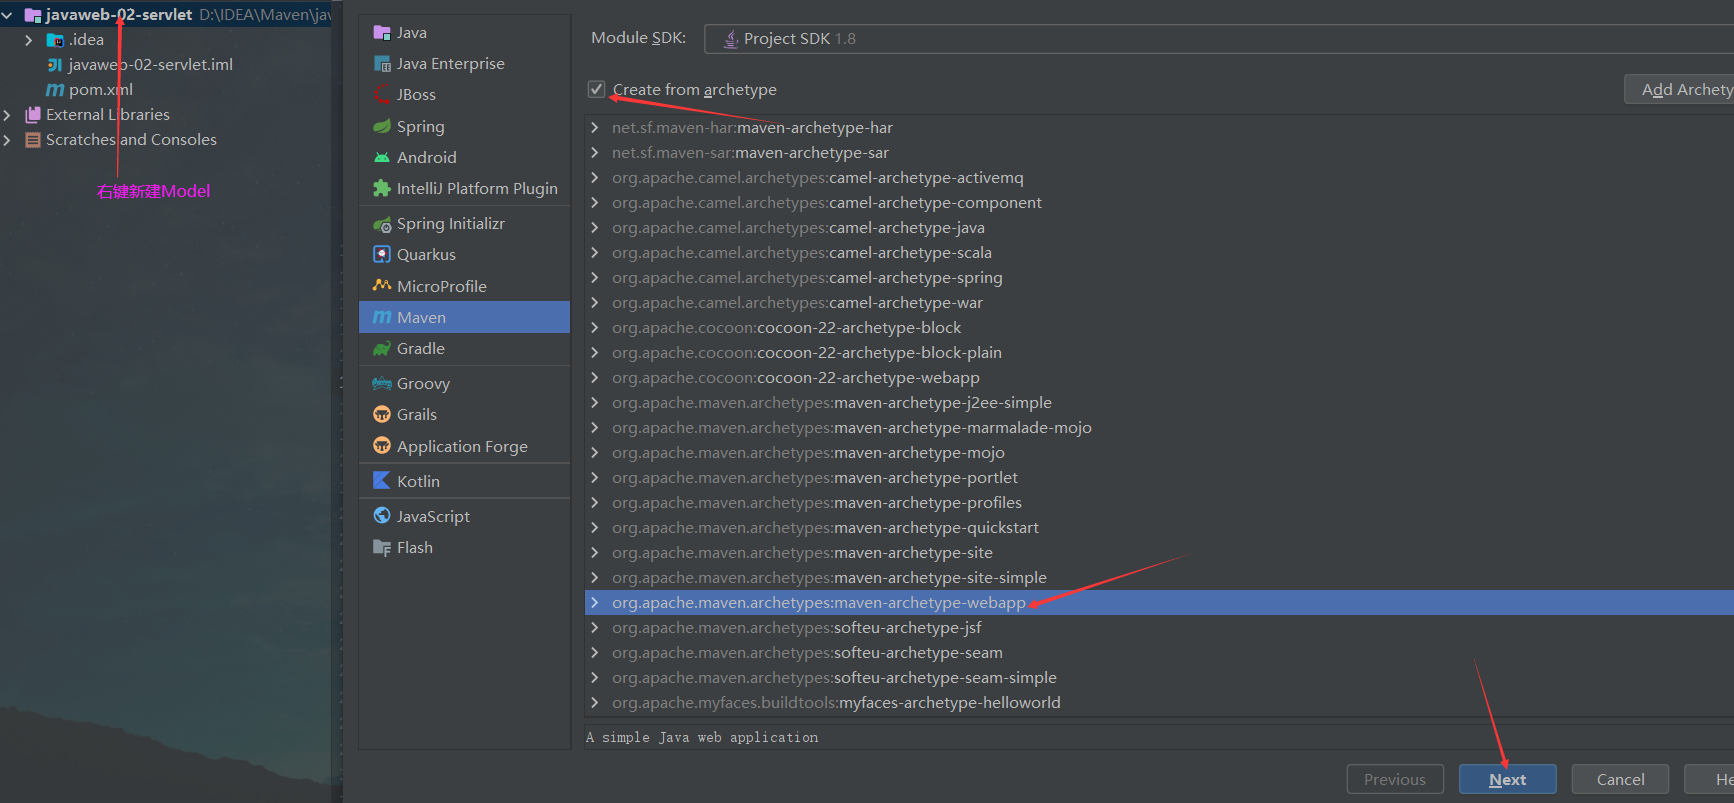 javaweb-02-servlet D:\IDEA\Maven\jav
.idea
javaweb-02-servlet.iml
pom.xml
External Libraries
Scratches and Consoles
右键新建Model
Java
Java Enterprise
JBoss
Spring
Android
IntelliJ Platform Plugin
Spring Initializr
Quarkus
MicroProfile
Maven
Gradle
Groovy
Grails
Application Forge
Kotlin
JavaScript
Flash
Module SDK: Project SDK 1.8
Create from archetype
Add Archety
net.sf.maven-har:maven-archetype-har
net.sf.maven-sar:maven-archetype-sar
org.apache.camel.archetypes:camel-archetype-activemq
org.apache.camel.archetypes:camel-archetype-component
org.apache.camel.archetypes:camel-archetype-java
org.apache.camel.archetypes:camel-archetype-scala
org.apache.camel.archetypes:camel-archetype-spring
org.apache.camel.archetypes:camel-archetype-war
org.apache.cocoon:cocoon-22-archetype-block
org.apache.cocoon:cocoon-22-archetype-block-plain
org.apache.cocoon:cocoon-22-archetype-webapp
org.apache.maven.archetypes:maven-archetype-j2ee-simple
org.apache.maven.archetypes:maven-archetype-marmalade-mojo
org.apache.maven.archetypes:maven-archetype-mojo
org.apache.maven.archetypes:maven-archetype-portlet
org.apache.maven.archetypes:maven-archetype-profiles
org.apache.maven.archetypes:maven-archetype-quickstart
org.apache.maven.archetypes:maven-archetype-site
org.apache.maven.archetypes:maven-archetype-site-simple
org.apache.maven.archetypes:maven-archetype-webapp
org.apache.maven.archetypes:softeu-archetype-jsf
org.apache.maven.archetypes:softeu-archetype-seam
org.apache.maven.archetypes:softeu-archetype-seam-simple
org.apache.myfaces.buildtools:myfaces-archetype-helloworld
A simple Java web application
Previous
Next
Cancel
He